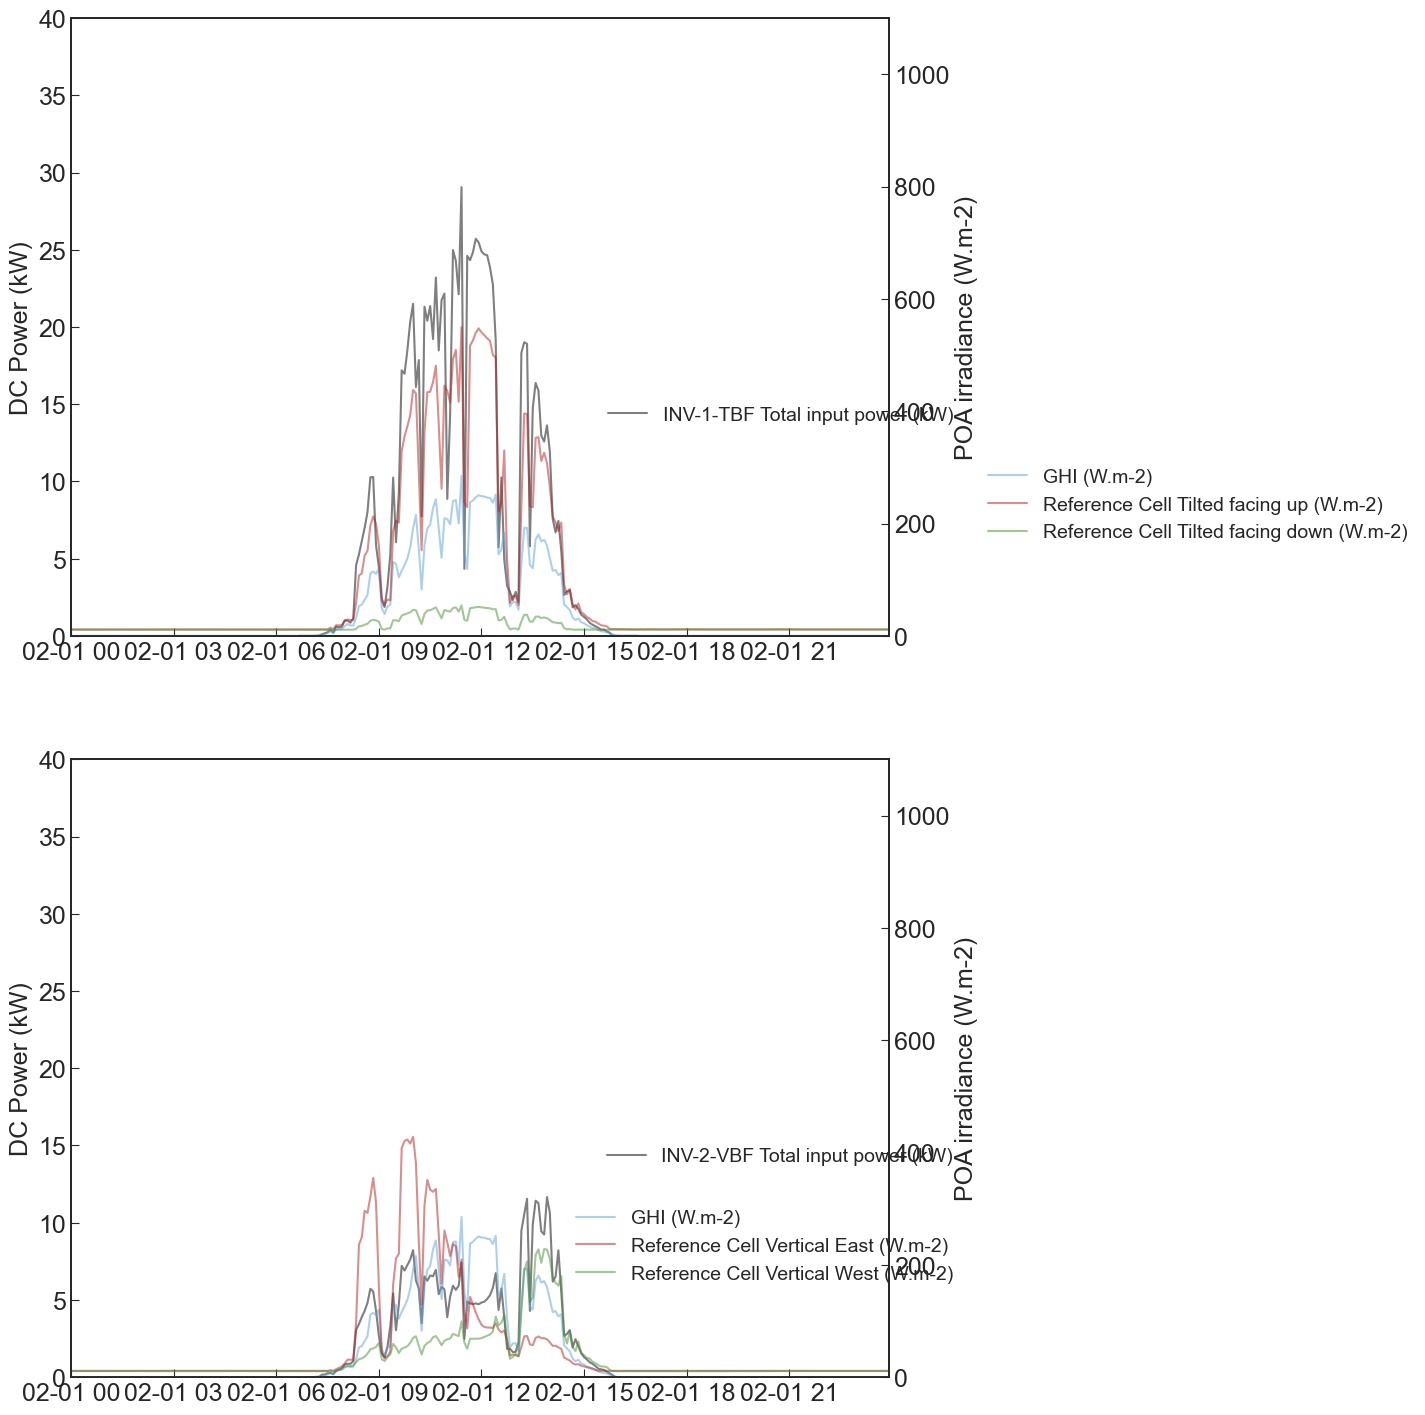 40
35
30
25
20
15
10
5
0
DC Power (kW)
1000
800
600
400
200
0
POA irradiance (W.m-2)
INV-1-TBF Total input power (kW)
GHI (W.m-2)
Reference Cell Tilted facing up (W.m-2)
Reference Cell Tilted facing down (W.m-2)
02-01 00 02-01 03 02-01 06 02-01 09 02-01 12 02-01 15 02-01 18 02-01 21
40
35
30
25
20
15
10
5
0
DC Power (kW)
1000
800
600
400
200
0
POA irradiance (W.m-2)
INV-2-VBF Total input power (kW)
GHI (W.m-2)
Reference Cell Vertical East (W.m-2)
Reference Cell Vertical West (W.m-2)
02-01 00 02-01 03 02-01 06 02-01 09 02-01 12 02-01 15 02-01 18 02-01 21